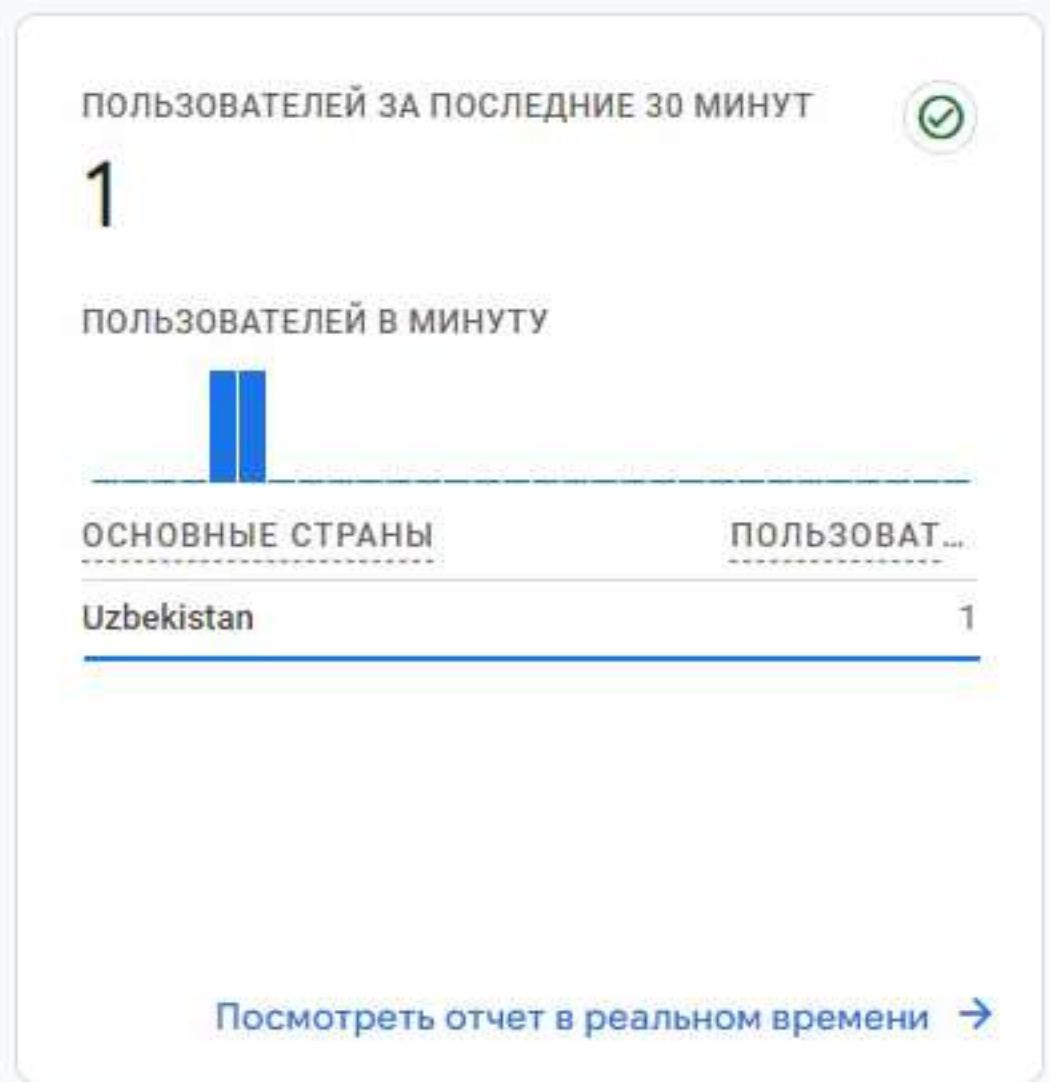 ПОЛЬЗОВАТЕЛЕЙ ЗА ПОСЛЕДНИЕ 30 МИНУТ
1
ПОЛЬЗОВАТЕЛЕЙ В МИНУТУ
ОСНОВНЫЕ СТРАНЫ ПОЛЬЗОВАТ...
Uzbekistan 1
Посмотреть отчет в реальном времени →